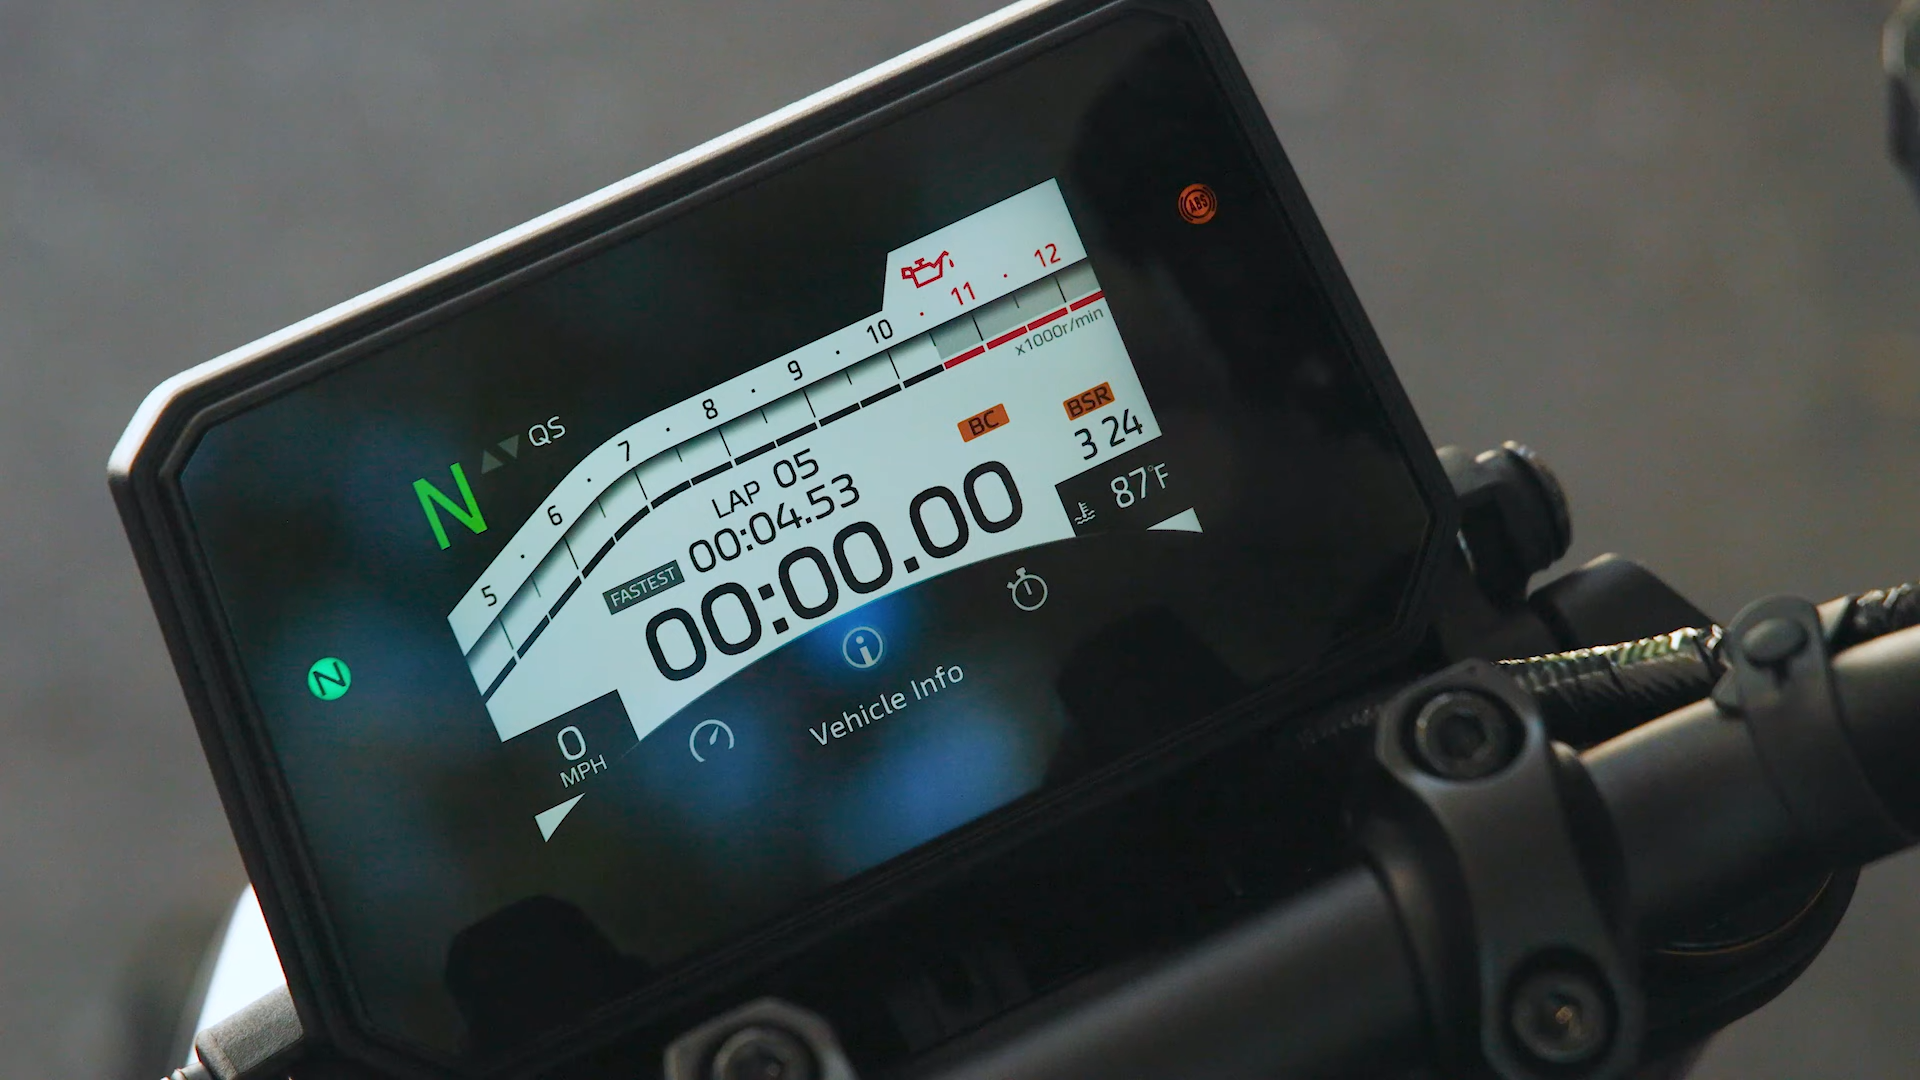 ABS
12
11
10
9
8
7
6
5
x1000r/min
QS
N
BC
BSR
3 24
LAP 05
FASTEST 00:04.53
00:00.00
87°F
N
Vehicle Info
0
MPH